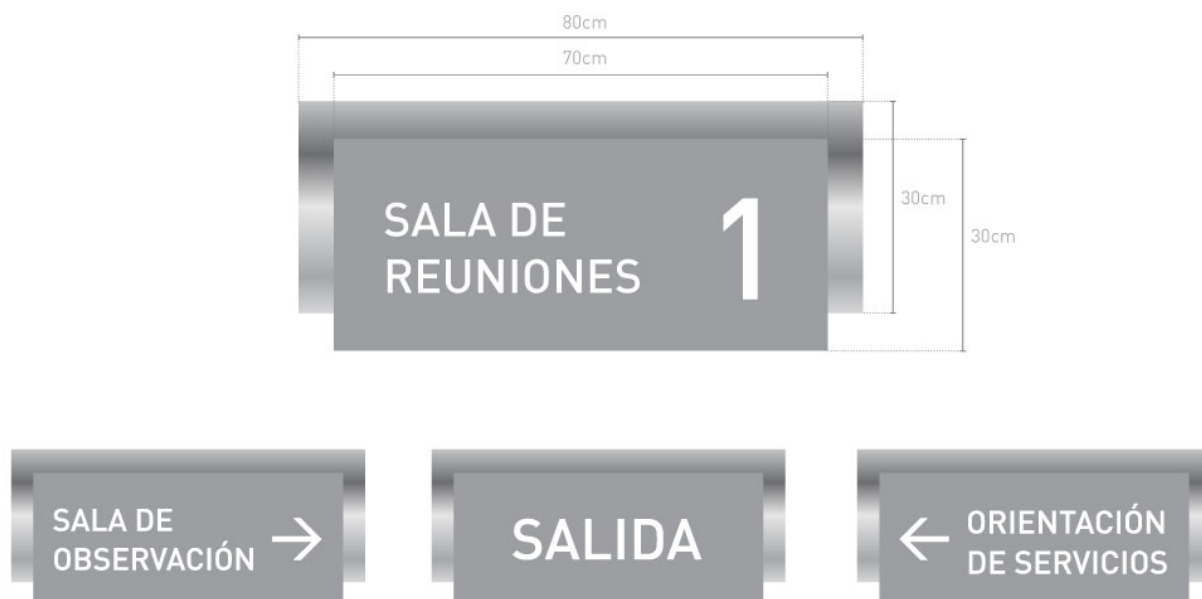 80cm
70cm
SALA DE
REUNIONES
1
30cm
30cm
SALA DE
OBSERVACIÓN
→
SALIDA
←
ORIENTACIÓN
DE SERVICIOS